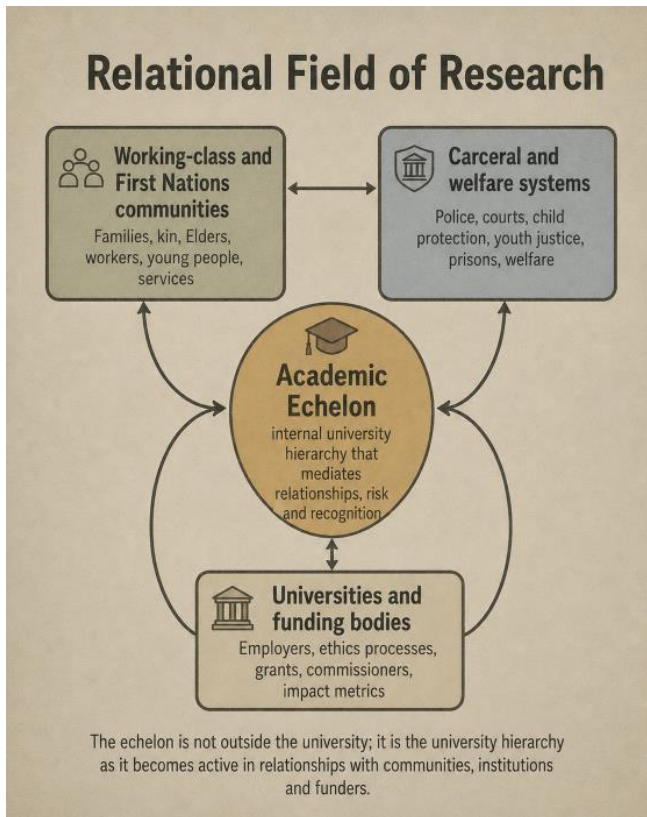 Relational Field of Research
Working-class and
First Nations
communities
Families, kin, Elders,
workers, young people,
services
Carceral and
welfare systems
Police, courts, child
protection, youth justice,
prisons, welfare
Academic
Echelon
internal university
hierarchy that
mediates
relationships, risk
and recognition
Universities and
funding bodies
Employers, ethics processes,
grants, commissioners,
impact metrics
The echelon is not outside the university; it is the university hierarchy
as it becomes active in relationships with communities, institutions
and funders.